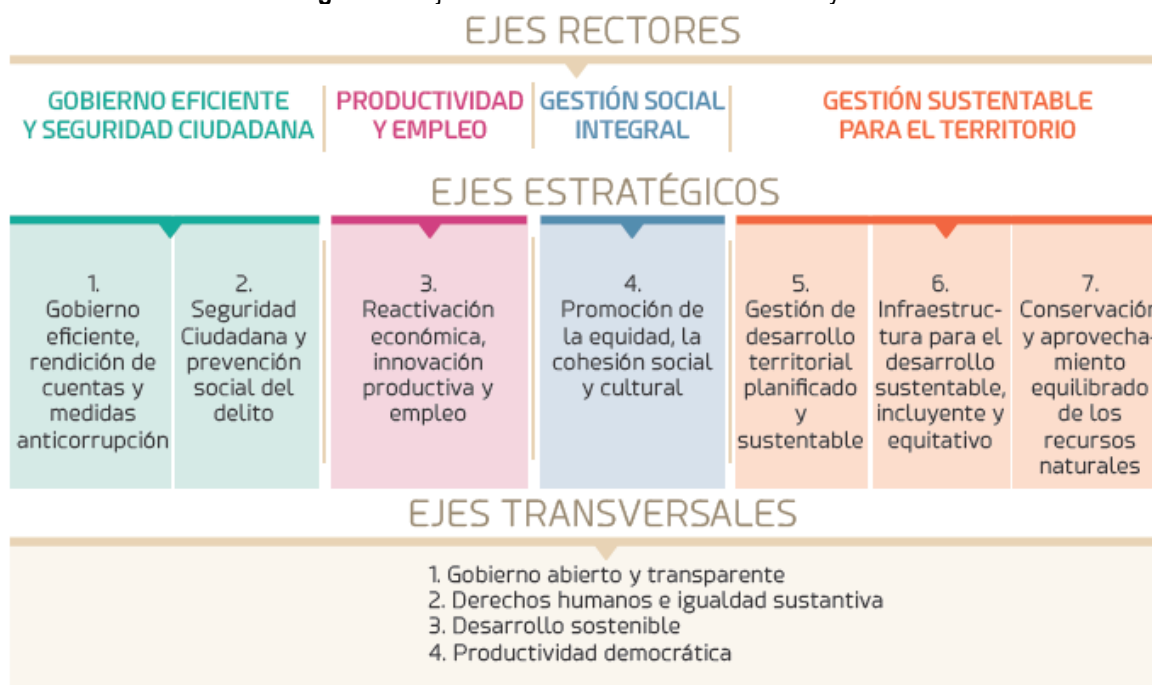 EJES RECTORES
GOBIERNO EFICIENTE
Y SEGURIDAD CIUDADANA
PRODUCTIVIDAD
Y EMPLEO
GESTIÓN SOCIAL
INTEGRAL
GESTIÓN SUSTENTABLE
PARA EL TERRITORIO
EJES ESTRATÉGICOS
1.
Gobierno
eficiente,
rendición de
cuentas y
medidas
anticorrupción
2.
Seguridad
Ciudadana y
prevención
social del
delito
3.
Reactivación
económica,
innovación
productiva y
empleo
4.
Promoción de
la equidad, la
cohesión social
y cultural
5.
Gestión de
desarrollo
territorial
planificado
y
sustentable
6.
Infraestruc-
tura para el
desarrollo
sustentable,
incluyente y
equitativo
7.
Conservación
y aprovecha-
miento
equilibrado
de los
recursos
naturales
EJES TRANSVERSALES
1. Gobierno abierto y transparente
2. Derechos humanos e igualdad sustantiva
3. Desarrollo sostenible
4. Productividad democrática